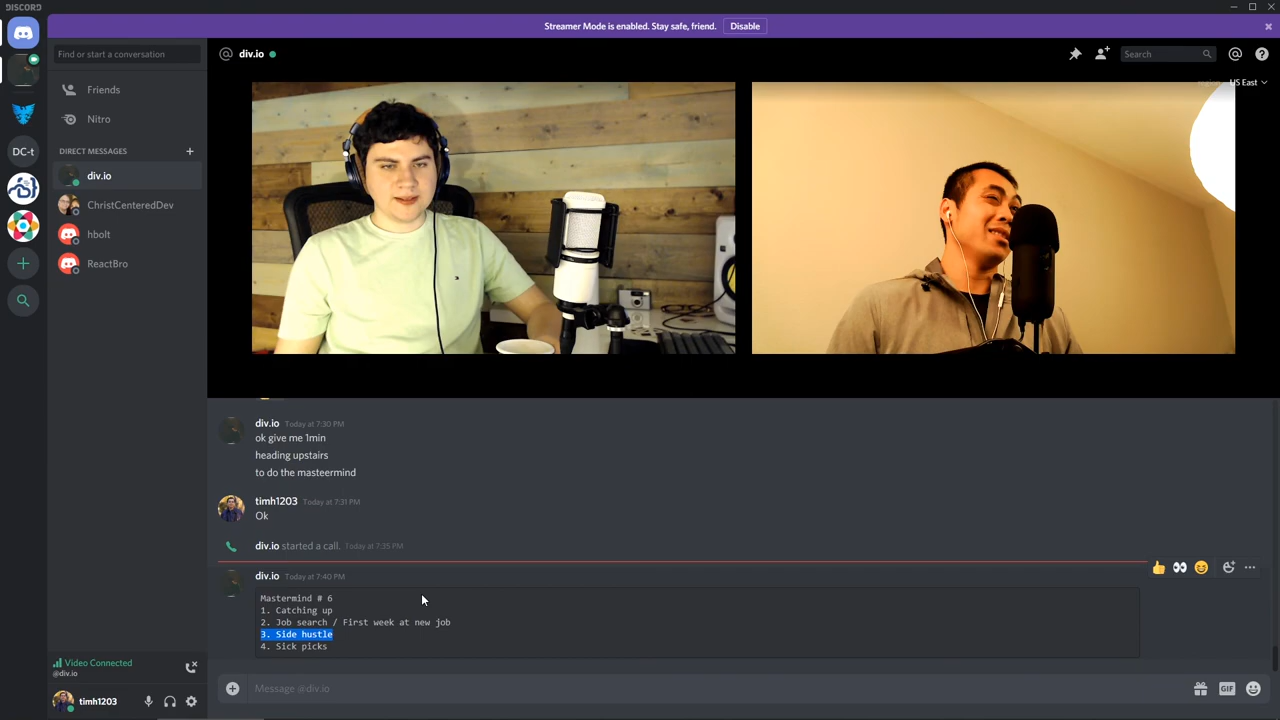 DISCORD
Streamer Mode is enabled. Stay safe, friend. Disable
Find or start a conversation
div.io
Search
region
US East
Friends
Nitro
DIRECT MESSAGES
DC-t
div.io
ChristCenteredDev
hbolt
ReactBro
div.io Today at 7:30 PM
ok give me 1min
heading upstairs
to do the masteermind
timh1203 Today at 7:31 PM
Ok
div.io started a call. Today at 7:35 PM
div.io Today at 7:40 PM
Mastermind # 6
1. Catching up
2. Job search / First week at new job
3. Side hustle
4. Sick picks
Video Connected
@div.io
timh1203
Message @div.io
GIF